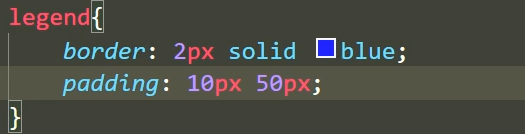 legend{
border: 2px solid blue;
padding: 10px 50px;
}